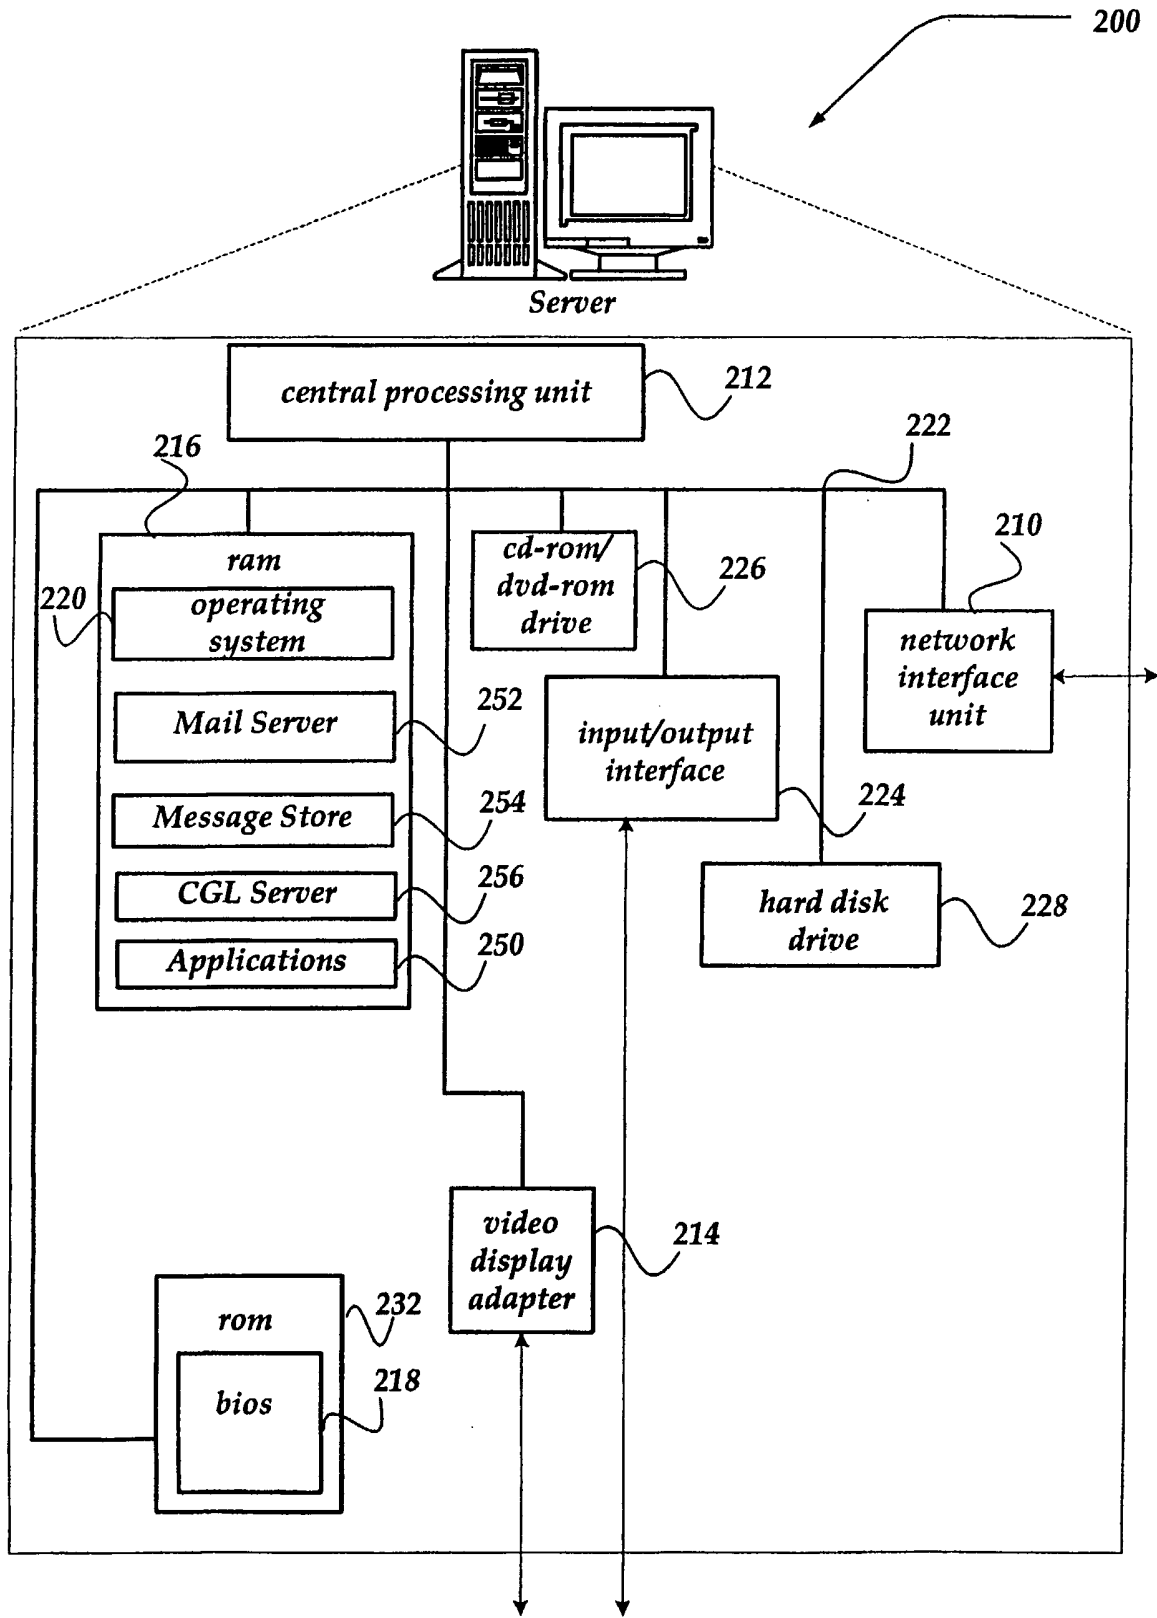 200
Server
central processing unit
212
216
222
ram
220
operating
system
cd-rom/
dvd-rom
drive
226
210
network
interface
unit
Mail Server
252
input/output
interface
224
Message Store
254
CGL Server
256
hard disk
drive
228
Applications
250
video
display
adapter
214
rom
232
bios
218